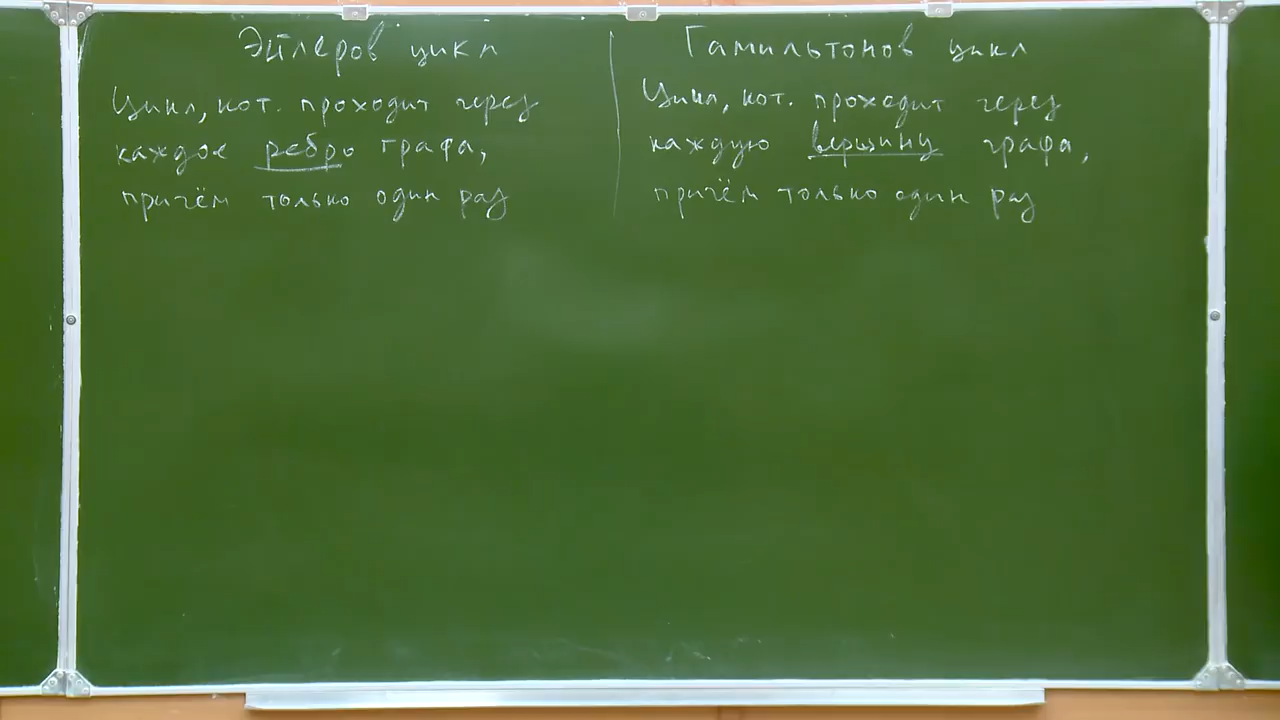 Эйлеров цикл
Цикл, кот. проходит через
каждое ребро графа,
причём только один раз
Гамильтонов цикл
Цикл, кот. проходит через
каждую вершину графа,
причём только один раз